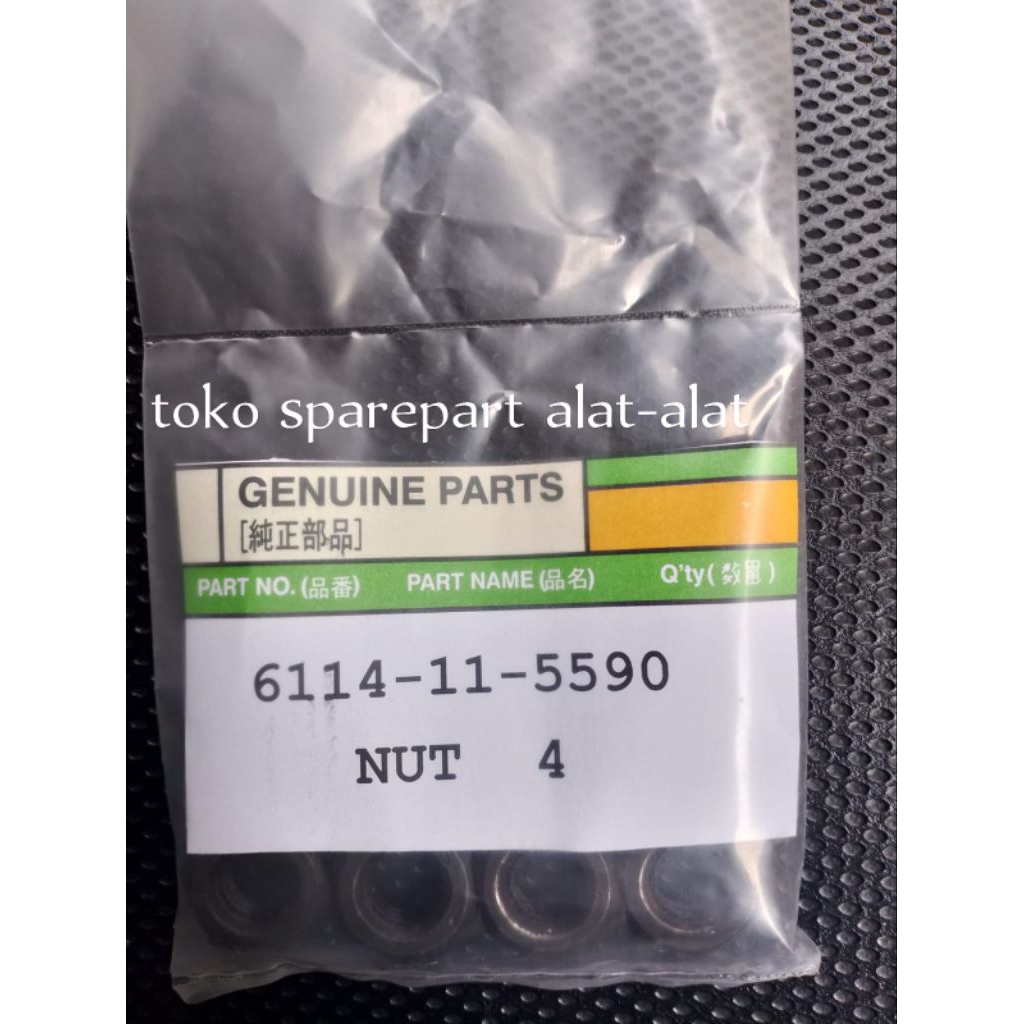 toko sparepart alat-alat
GENUINE PARTS
[純正部品]
PART NO. (品番) PART NAME (品名) Q'ty ( 数量 )
6114-11-5590
NUT 4